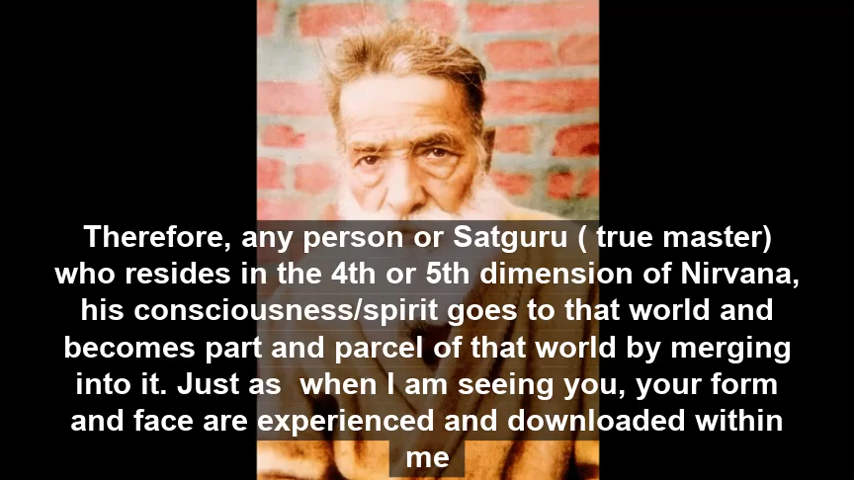 Therefore, any person or Satguru ( true master)
who resides in the 4th or 5th dimension of Nirvana,
his consciousness/spirit goes to that world and
becomes part and parcel of that world by merging
into it. Just as  when I am seeing you, your form
and face are experienced and downloaded within
me